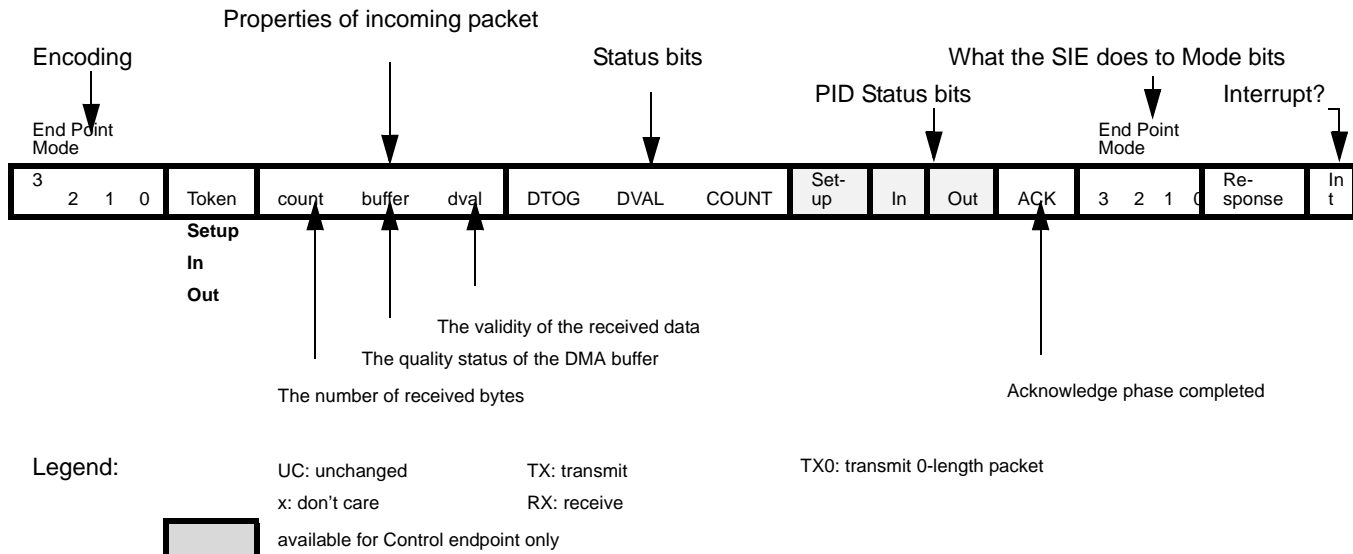 Properties of incoming packet
Encoding
Status bits
What the SIE does to Mode bits
PID Status bits
Interrupt?
End Point
Mode
End Point
Mode
3 2 1 0 Token count buffer dval DTOG DVAL COUNT Set-up In Out ACK 3 2 1 0 Re-sponse In t
Setup
In
Out
The validity of the received data
The quality status of the DMA buffer
The number of received bytes
Acknowledge phase completed
Legend:
UC: unchanged TX: transmit TX0: transmit 0-length packet
x: don't care RX: receive
available for Control endpoint only